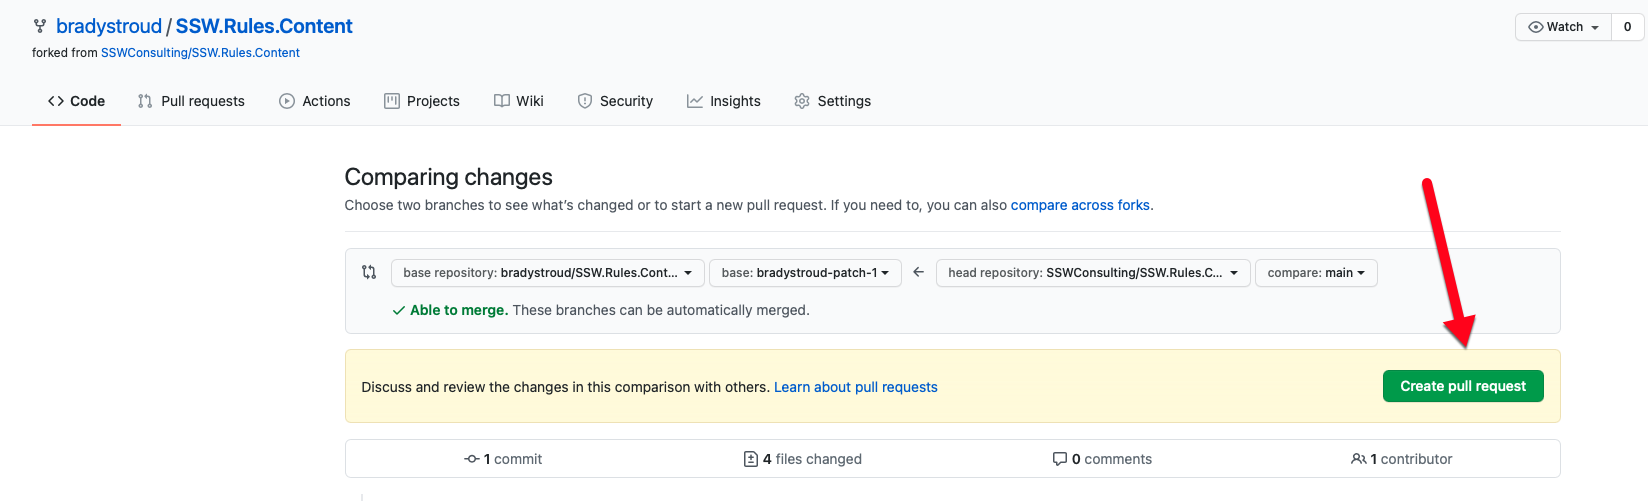 bradystroud / SSW.Rules.Content
Watch 0
forked from SSWConsulting/SSW.Rules.Content
Code Pull requests Actions Projects Wiki Security Insights Settings
Comparing changes
Choose two branches to see what's changed or to start a new pull request. If you need to, you can also compare across forks.
base repository: bradystroud/SSW.Rules.Cont... base: bradystroud-patch-1 head repository: SSWConsulting/SSW.Rules.C... compare: main
Able to merge. These branches can be automatically merged.
Discuss and review the changes in this comparison with others. Learn about pull requests
Create pull request
1 commit 4 files changed 0 comments 1 contributor